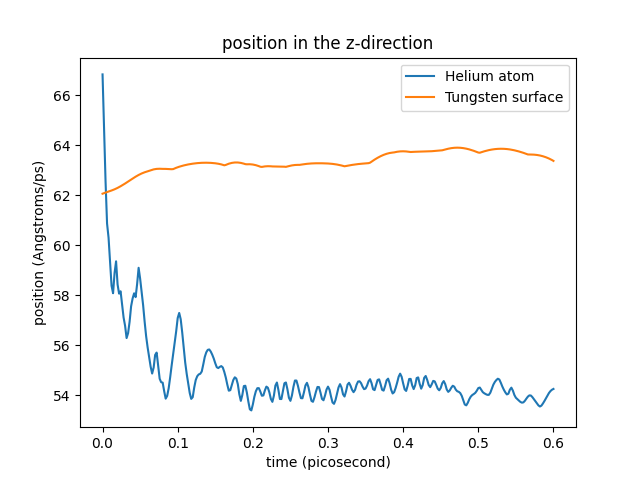 position in the z-direction
Helium atom
Tungsten surface
position (Angstroms/ps)
66
64
62
60
58
56
54
0.0 0.1 0.2 0.3 0.4 0.5 0.6
time (picosecond)